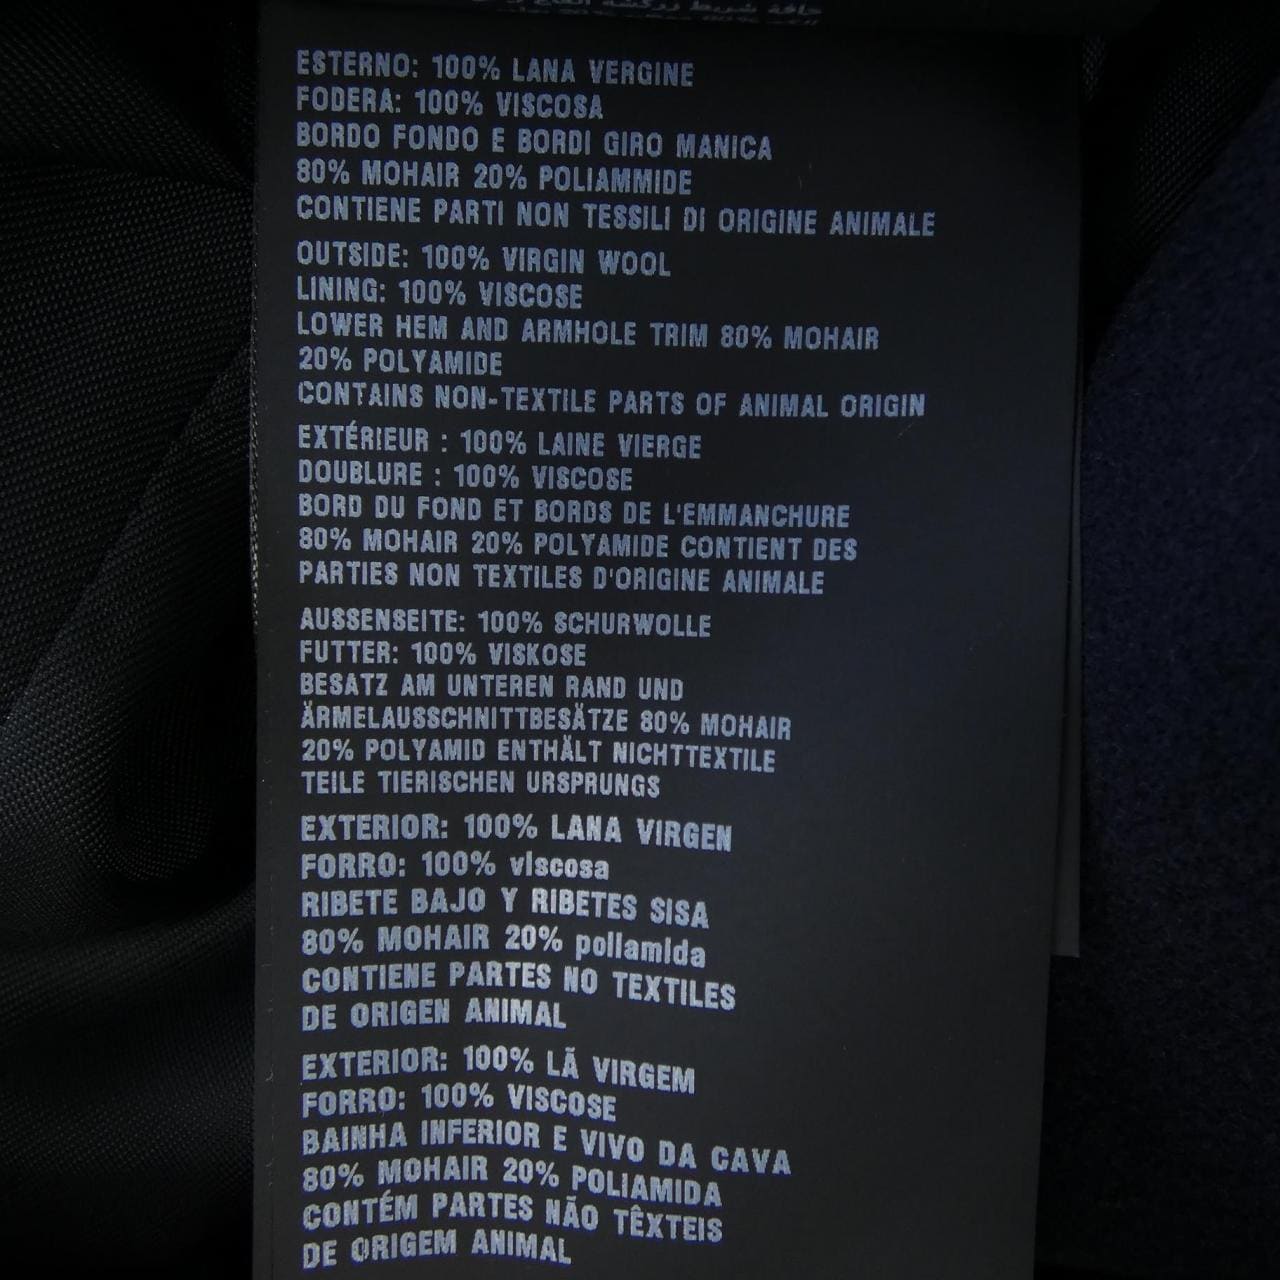 ESTERNO: 100% LANA VERGINE
FODERA: 100% VISCOSA
BORDO FONDO E BORDI GIRO MANICA
80% MOHAIR 20% POLIAMMIDE
CONTIENE PARTI NON TESSILI DI ORIGINE ANIMALE
OUTSIDE: 100% VIRGIN WOOL
LINING: 100% VISCOSE
LOWER HEM AND ARMHOLE TRIM 80% MOHAIR
20% POLYAMIDE
CONTAINS NON-TEXTILE PARTS OF ANIMAL ORIGIN
EXTÉRIEUR : 100% LAINE VIERGE
DOUBLURE : 100% VISCOSE
BORD DU FOND ET BORDS DE L'EMMANCHURE
80% MOHAIR 20% POLYAMIDE CONTIENT DES
PARTIES NON TEXTILES D'ORIGINE ANIMALE
AUSSENSEITE: 100% SCHURWOLLE
FUTTER: 100% VISKOSE
BESATZ AM UNTEREN RAND UND
ÄRMELAUSSCHNITTBESÄTZE 80% MOHAIR
20% POLYAMID ENTHÄLT NICHTTEXTILE
TEILE TIERISCHEN URSPRUNGS
EXTERIOR: 100% LANA VIRGEN
FORRO: 100% viscosa
RIBETE BAJO Y RIBETES SISA
80% MOHAIR 20% poliamida
CONTIENE PARTES NO TEXTILES
DE ORIGEN ANIMAL
EXTERIOR: 100% LÃ VIRGEM
FORRO: 100% VISCOSE
BAINHA INFERIOR E VIVO DA CAVA
80% MOHAIR 20% POLIAMIDA
CONTÉM PARTES NÃO TÊXTEIS
DE ORIGEM ANIMAL